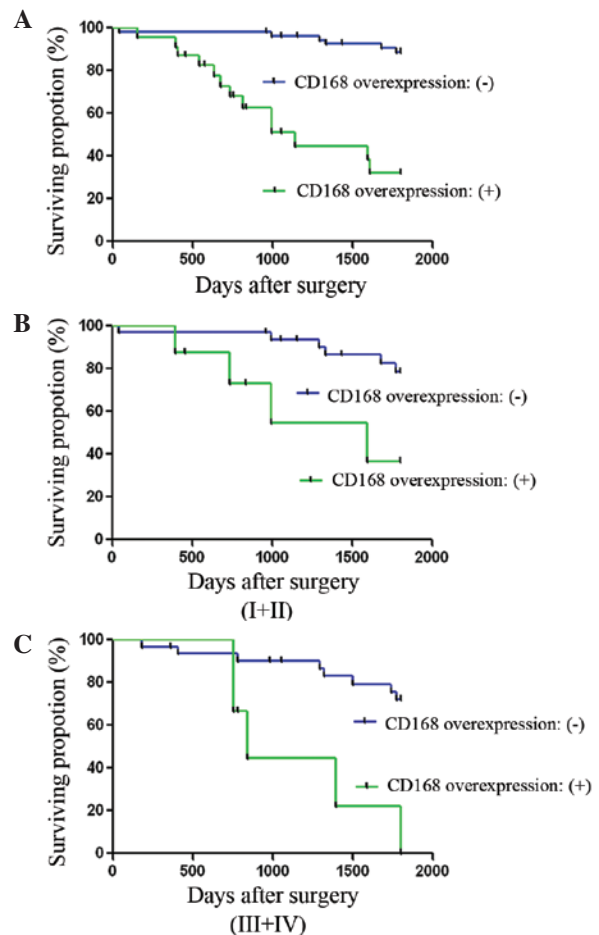 A
Surviving propotion (%)
100
80
60
40
20
0
CD168 overexpression: (-)
CD168 overexpression: (+)
0 500 1000 1500 2000
Days after surgery
B
Surviving propotion (%)
100
80
60
40
20
0
CD168 overexpression: (-)
CD168 overexpression: (+)
0 500 1000 1500 2000
Days after surgery
(I+II)
C
Surviving propotion (%)
100
80
60
40
20
0
CD168 overexpression: (-)
CD168 overexpression: (+)
0 500 1000 1500 2000
Days after surgery
(III+IV)